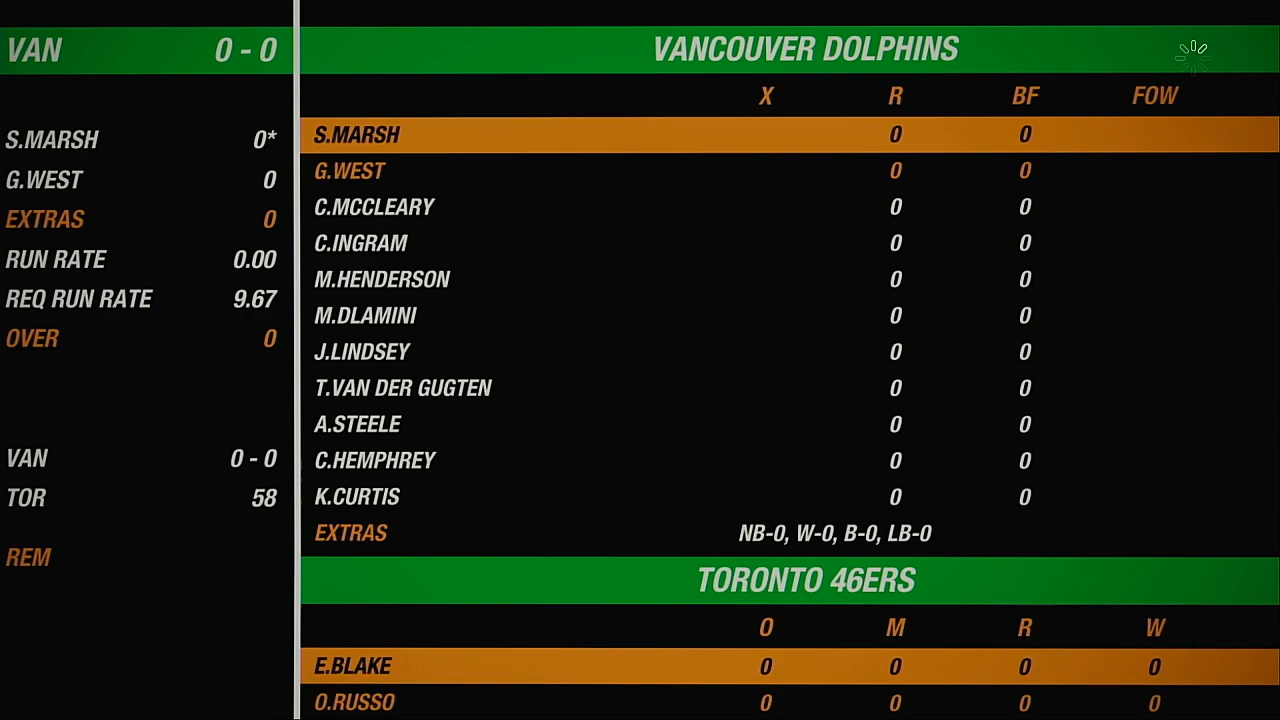 VAN 0 - 0
S.MARSH 0*
G.WEST 0
EXTRAS 0
RUN RATE 0.00
REQ RUN RATE 9.67
OVER 0
VAN 0 - 0
TOR 58
REM
VANCOUVER DOLPHINS
X R BF FOW
S.MARSH 0 0
G.WEST 0 0
C.MCCLEARY 0 0
C.INGRAM 0 0
M.HENDERSON 0 0
M.DLAMINI 0 0
J.LINDSEY 0 0
T.VAN DER GUGTEN 0 0
A.STEELE 0 0
C.HEMPHREY 0 0
K.CURTIS 0 0
EXTRAS NB-0, W-0, B-0, LB-0
TORONTO 46ERS
O M R W
E.BLAKE 0 0 0 0
O.RUSSO 0 0 0 0